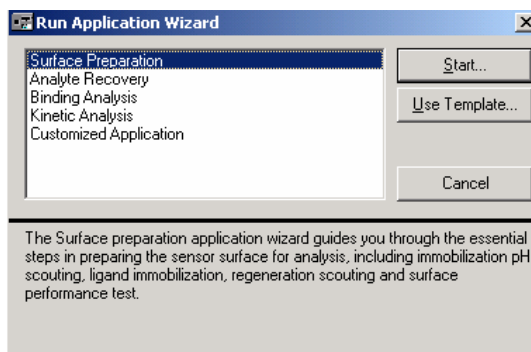 Run Application Wizard
Surface Preparation
Analyte Recovery
Binding Analysis
Kinetic Analysis
Customized Application
Start...
Use Template...
Cancel
The Surface preparation application wizard guides you through the essential
steps in preparing the sensor surface for analysis, including immobilization pH
scouting, ligand immobilization, regeneration scouting and surface
performance test.